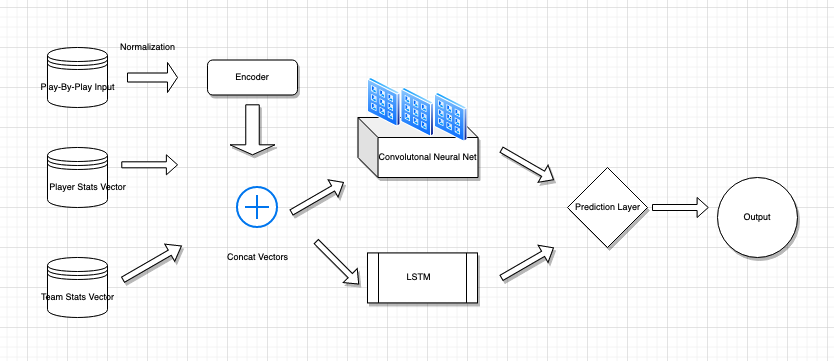 Normalization
Play-By-Play Input
Encoder
Convolutonal Neural Net
Player Stats Vector
Prediction Layer
Output
Concat Vectors
LSTM
Team Stats Vector